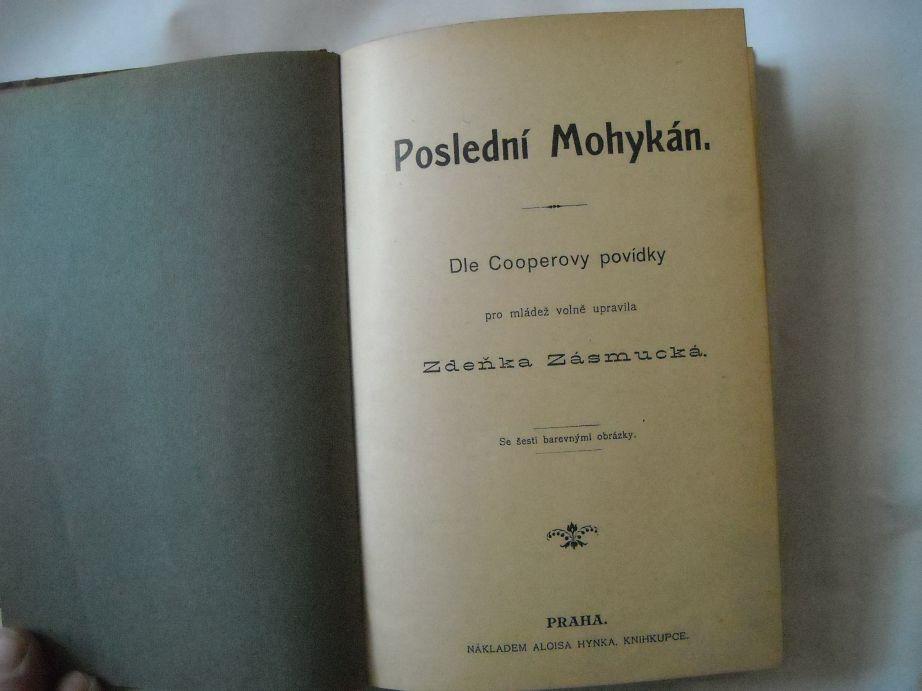 Poslední Mohykán.
Dle Cooperovy povídky
pro mládež volně upravila
Zdeňka Zásmucká.
Se šesti barevnými obrázky.
PRAHA.
NÁKLADEM ALOISA HYNKA, KNIHKUPCE.